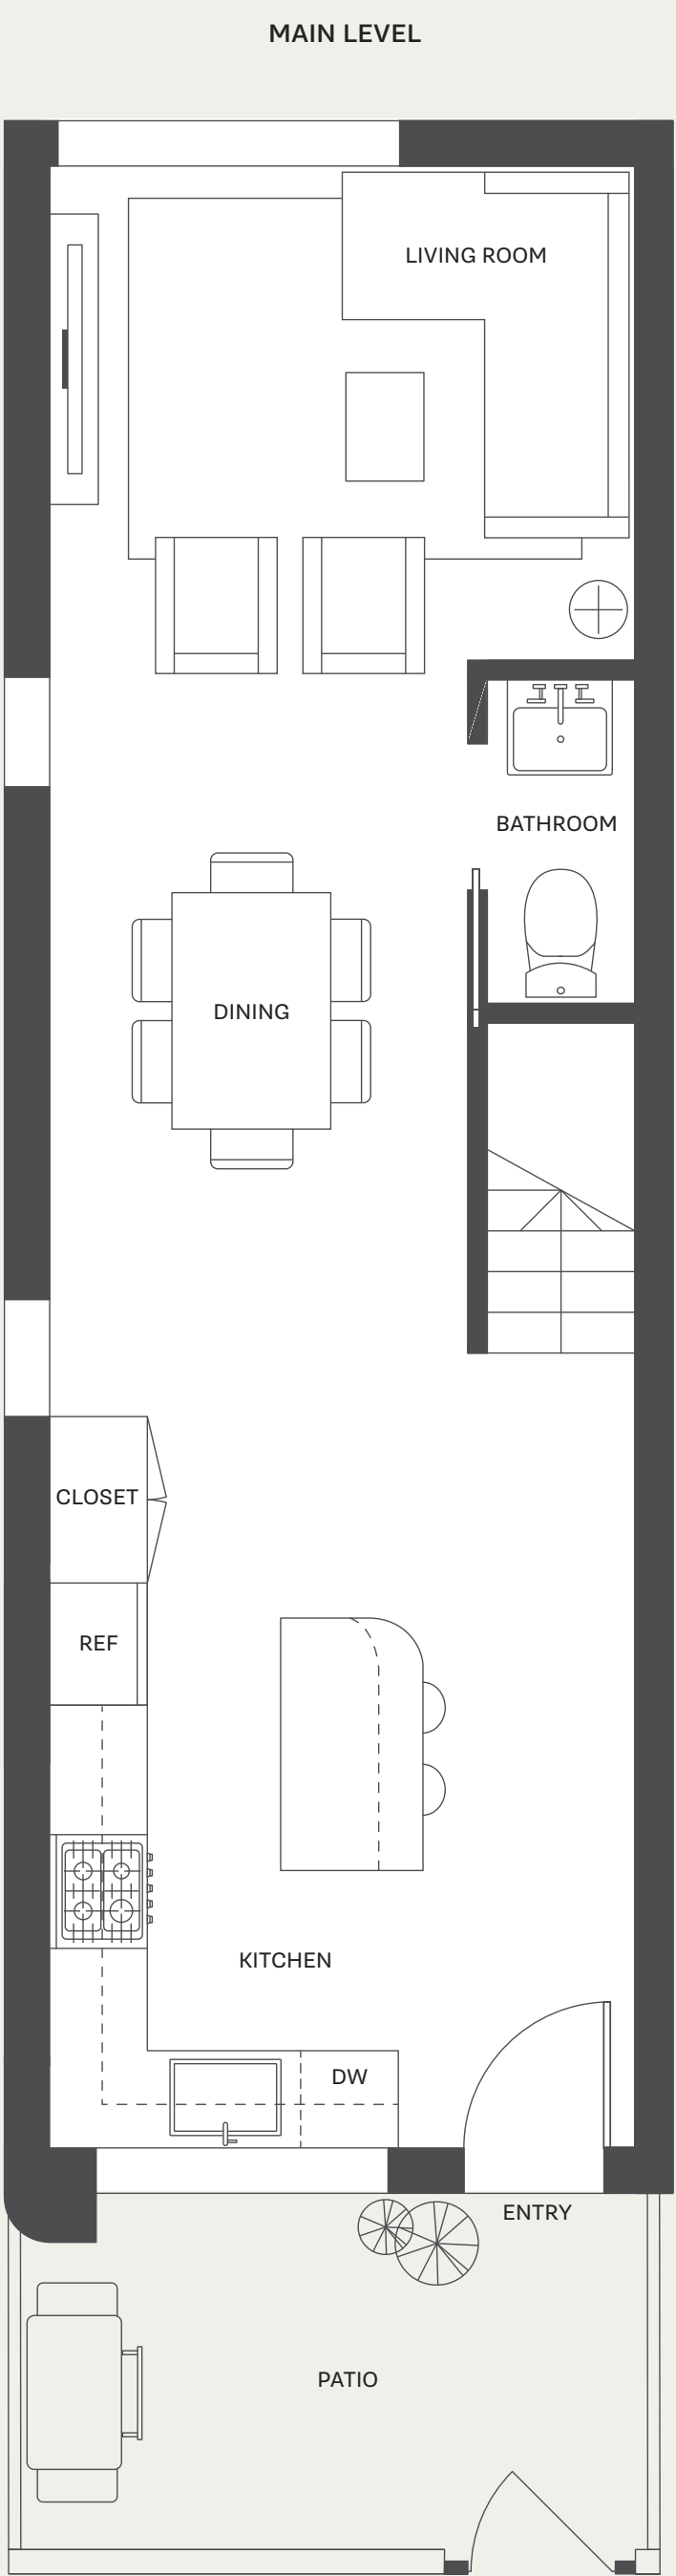 MAIN LEVEL
LIVING ROOM
BATHROOM
DINING
CLOSET
REF
KITCHEN
DW
ENTRY
PATIO